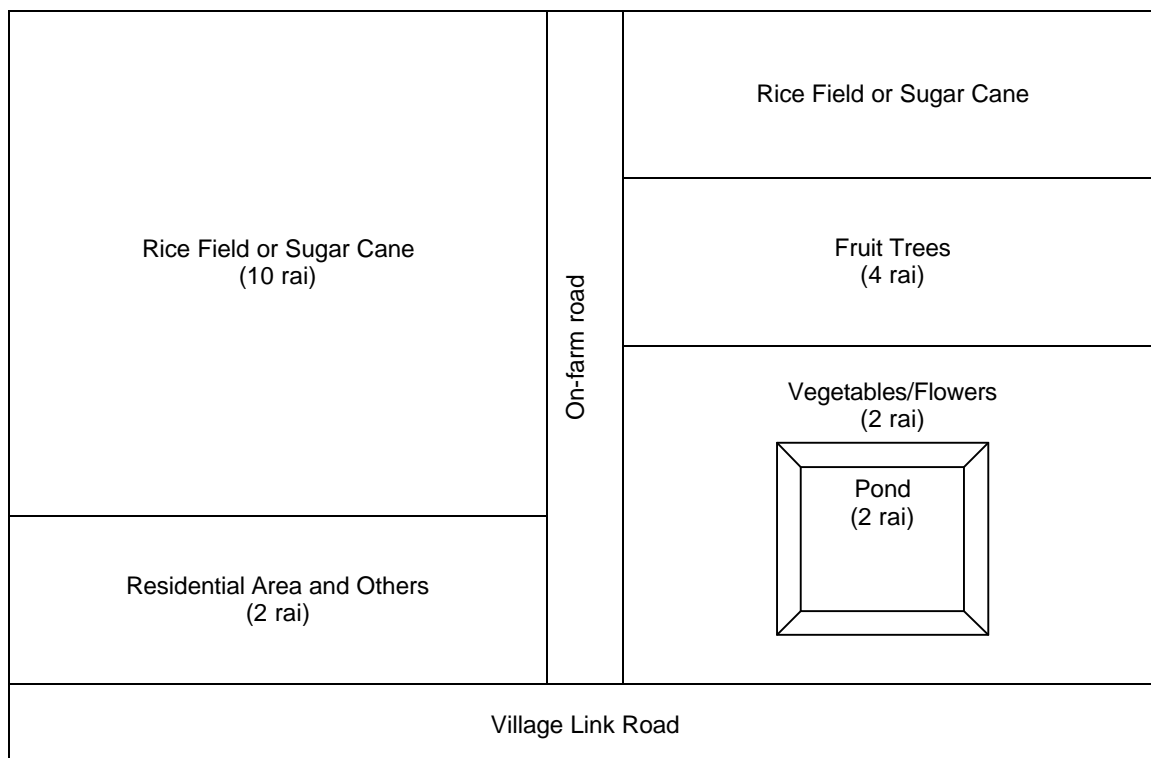 Rice Field or Sugar Cane
(10 rai)
Residential Area and Others
(2 rai)
On-farm road
Rice Field or Sugar Cane
Fruit Trees
(4 rai)
Vegetables/Flowers
(2 rai)
Pond
(2 rai)
Village Link Road